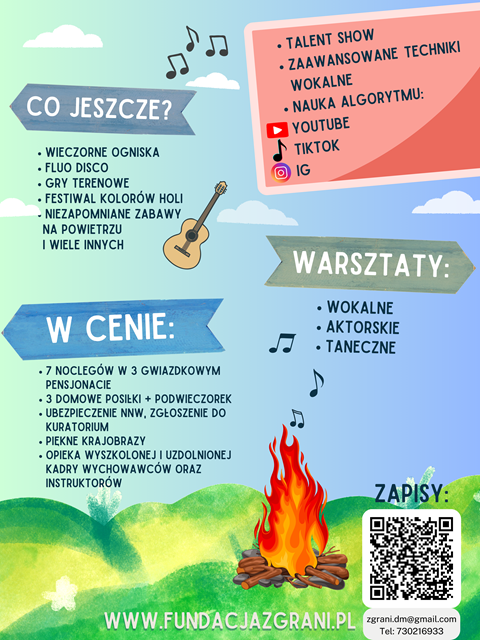 • TALENT SHOW
• ZAAWANSOWANE TECHNIKI
WOKALNE
• NAUKA ALGORYTMU:
YOUTUBE
TIKTOK
IG
CO JESZCZE?
• WIECZORNE OGNISKA
• FLUO DISCO
• GRY TERENOWE
• FESTIWAL KOLORÓW HOLI
• NIEZAPOMNIANE ZABAWY
NA POWIETRZU
I WIELE INNYCH
WARSZTATY:
• WOKALNE
• AKTORSKIE
• TANECZNE
W CENIE:
• 7 NOCLEGÓW W 3 GWIAZDKOWYM
PENSJONACIE
• 3 DOMOWE POSIŁKI + PODWIECZOREK
• UBEZPIECZENIE NNW, ZGŁOSZENIE DO
KURATORIUM
• PIEKNE KRAJOBRAZY
• OPIEKA WYSZKOLONEJ I UZDOLNIONEJ
KADRY WYCHOWAWCÓW ORAZ
INSTRUKTORÓW
ZAPISY:
zgrani.dm@gmail.com
Tel: 730216933
WWW.FUNDACJAZGRANI.PL